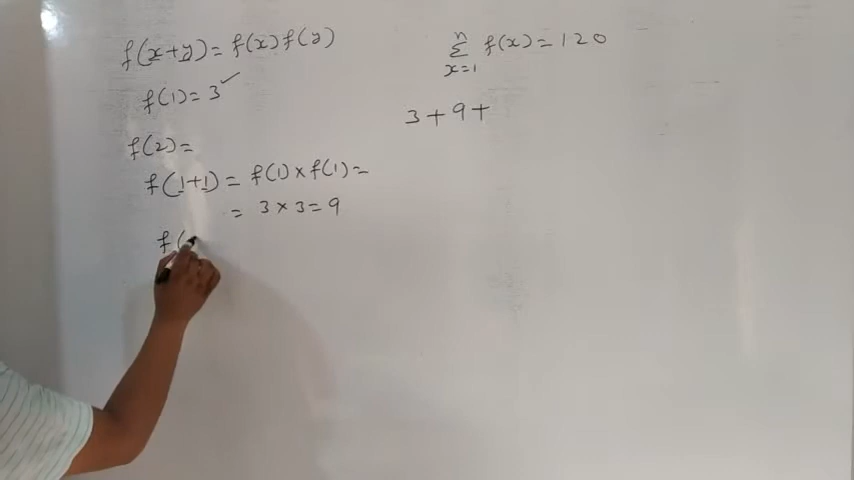 f(x+y) = f(x) f(y)
f(1) = 3 ✓
f(2) =
f(1+1) = f(1) × f(1) =
= 3 × 3 = 9
f(
n
Σ f(x) = 120
x=1
3 + 9 +